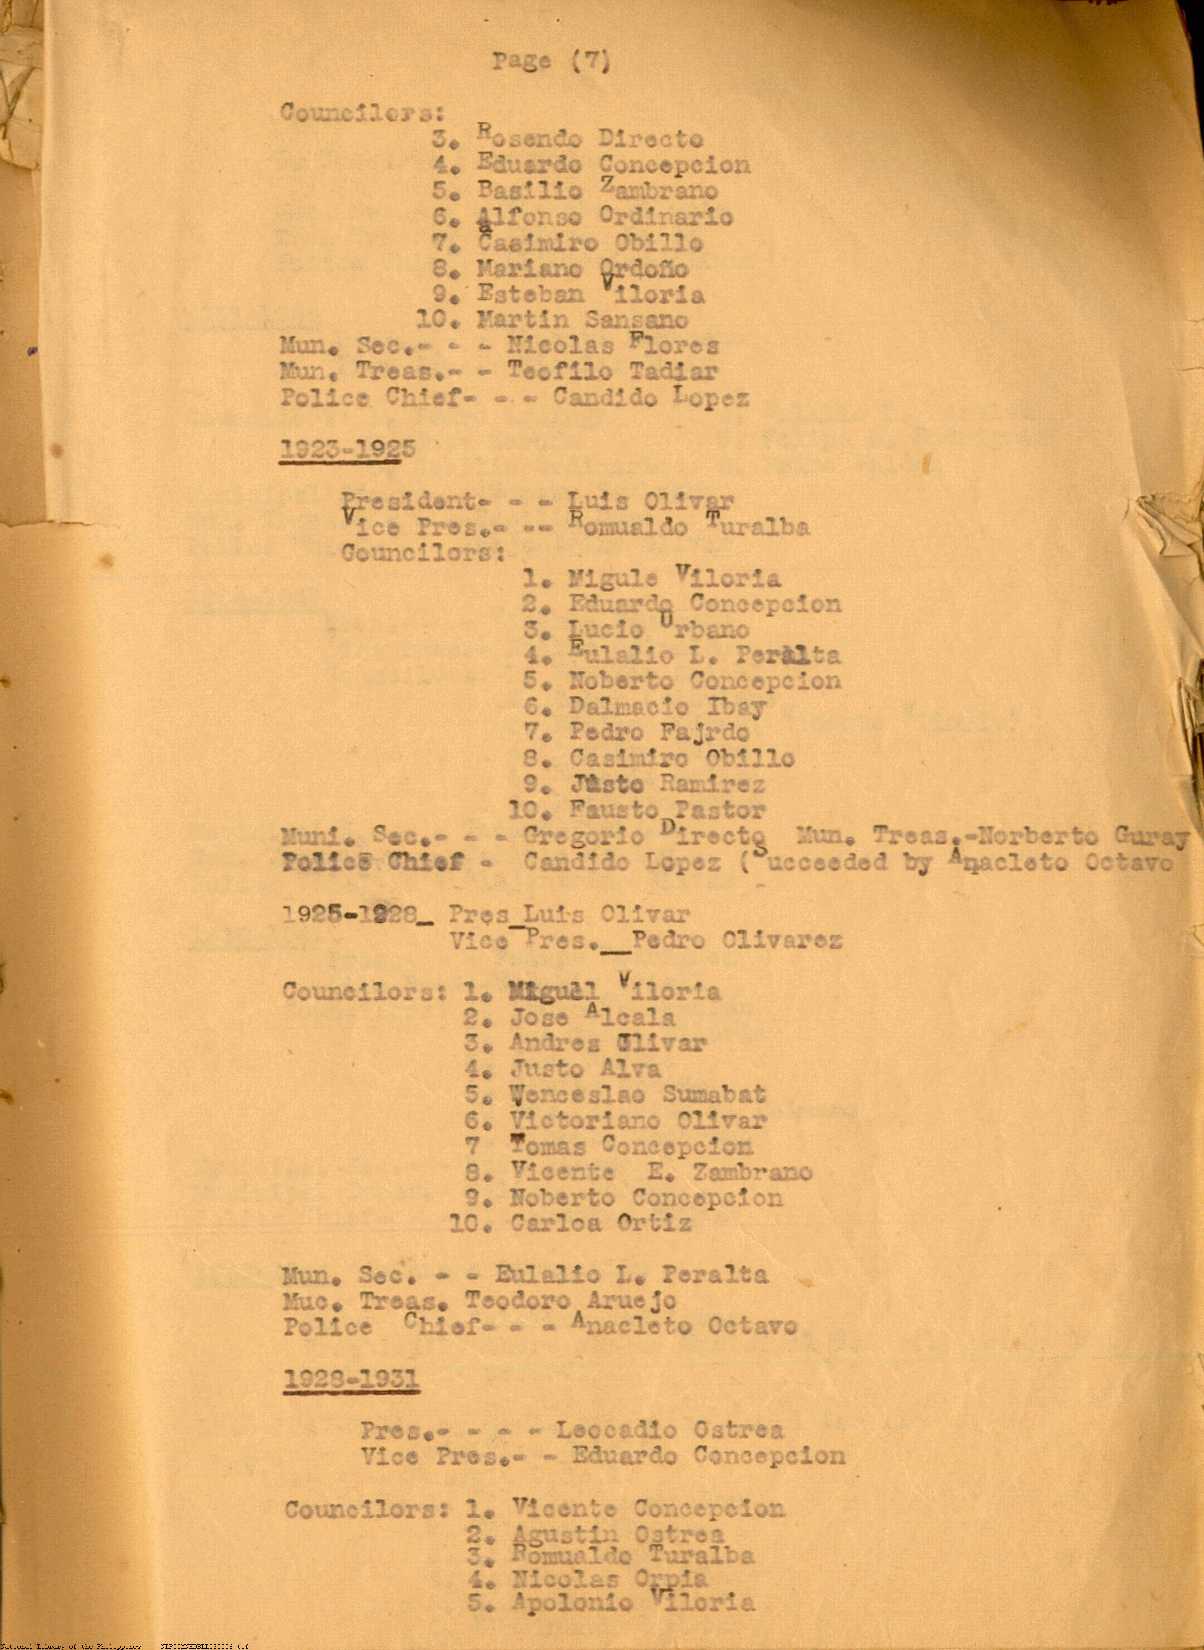 Page (7)
Councilers:
3. Rosendo Directo
4. Eduardo Concepcion
5. Basilio Zambrano
6. Alfonso Ordinario
7. Casimiro Obillo
8. Mariano Ordoño
9. Esteban Viloria
10. Martin Sansano
Mun. Sec.- - - Nicolas Flores
Mun. Treas.- - Teofilo Tadiar
Police Chief- - - Candido Lopez
1923-1925
President- - - Luis Olivar
Vice Pres.- -- Romualdo Turalba
Councilors:
1. Migule Viloria
2. Eduardo Concepcion
3. Lucio Urbano
4. Eulalio L. Peralta
5. Noberto Concepcion
6. Dalmacio Ibay
7. Pedro Fajrdo
8. Casimiro Obillo
9. Justo Ramirez
10. Fausto Pastor
Muni. Sec.- - - Gregorio Directo Mun. Treas.-Norberto Guray
Police Chief - Candido Lopez (Succeeded by Anacleto Octavo
1925-1928_ Pres_Luis Olivar
Vice Pres.__Pedro Olivarez
Councilors: 1. Miguel Viloria
2. Jose Alcala
3. Andres Olivar
4. Justo Alva
5. Wenceslao Sumabat
6. Victoriano Olivar
7 Tomas Concepcion
8. Vicente E. Zambrano
9. Noberto Concepcion
10. Carloa Ortiz
Mun. Sec. - - Eulalio L. Peralta
Muc. Treas. Teodoro Aruejo
Police Chief- - - Anacleto Octavo
1928-1931
Pres.- - - - Leocadio Ostrea
Vice Pres.- - Eduardo Concepcion
Councilors: 1. Vicente Concepcion
2. Agustin Ostrea
3. Romualdo Turalba
4. Nicolas Orpia
5. Apolonio Viloria
National Library of the Philippines